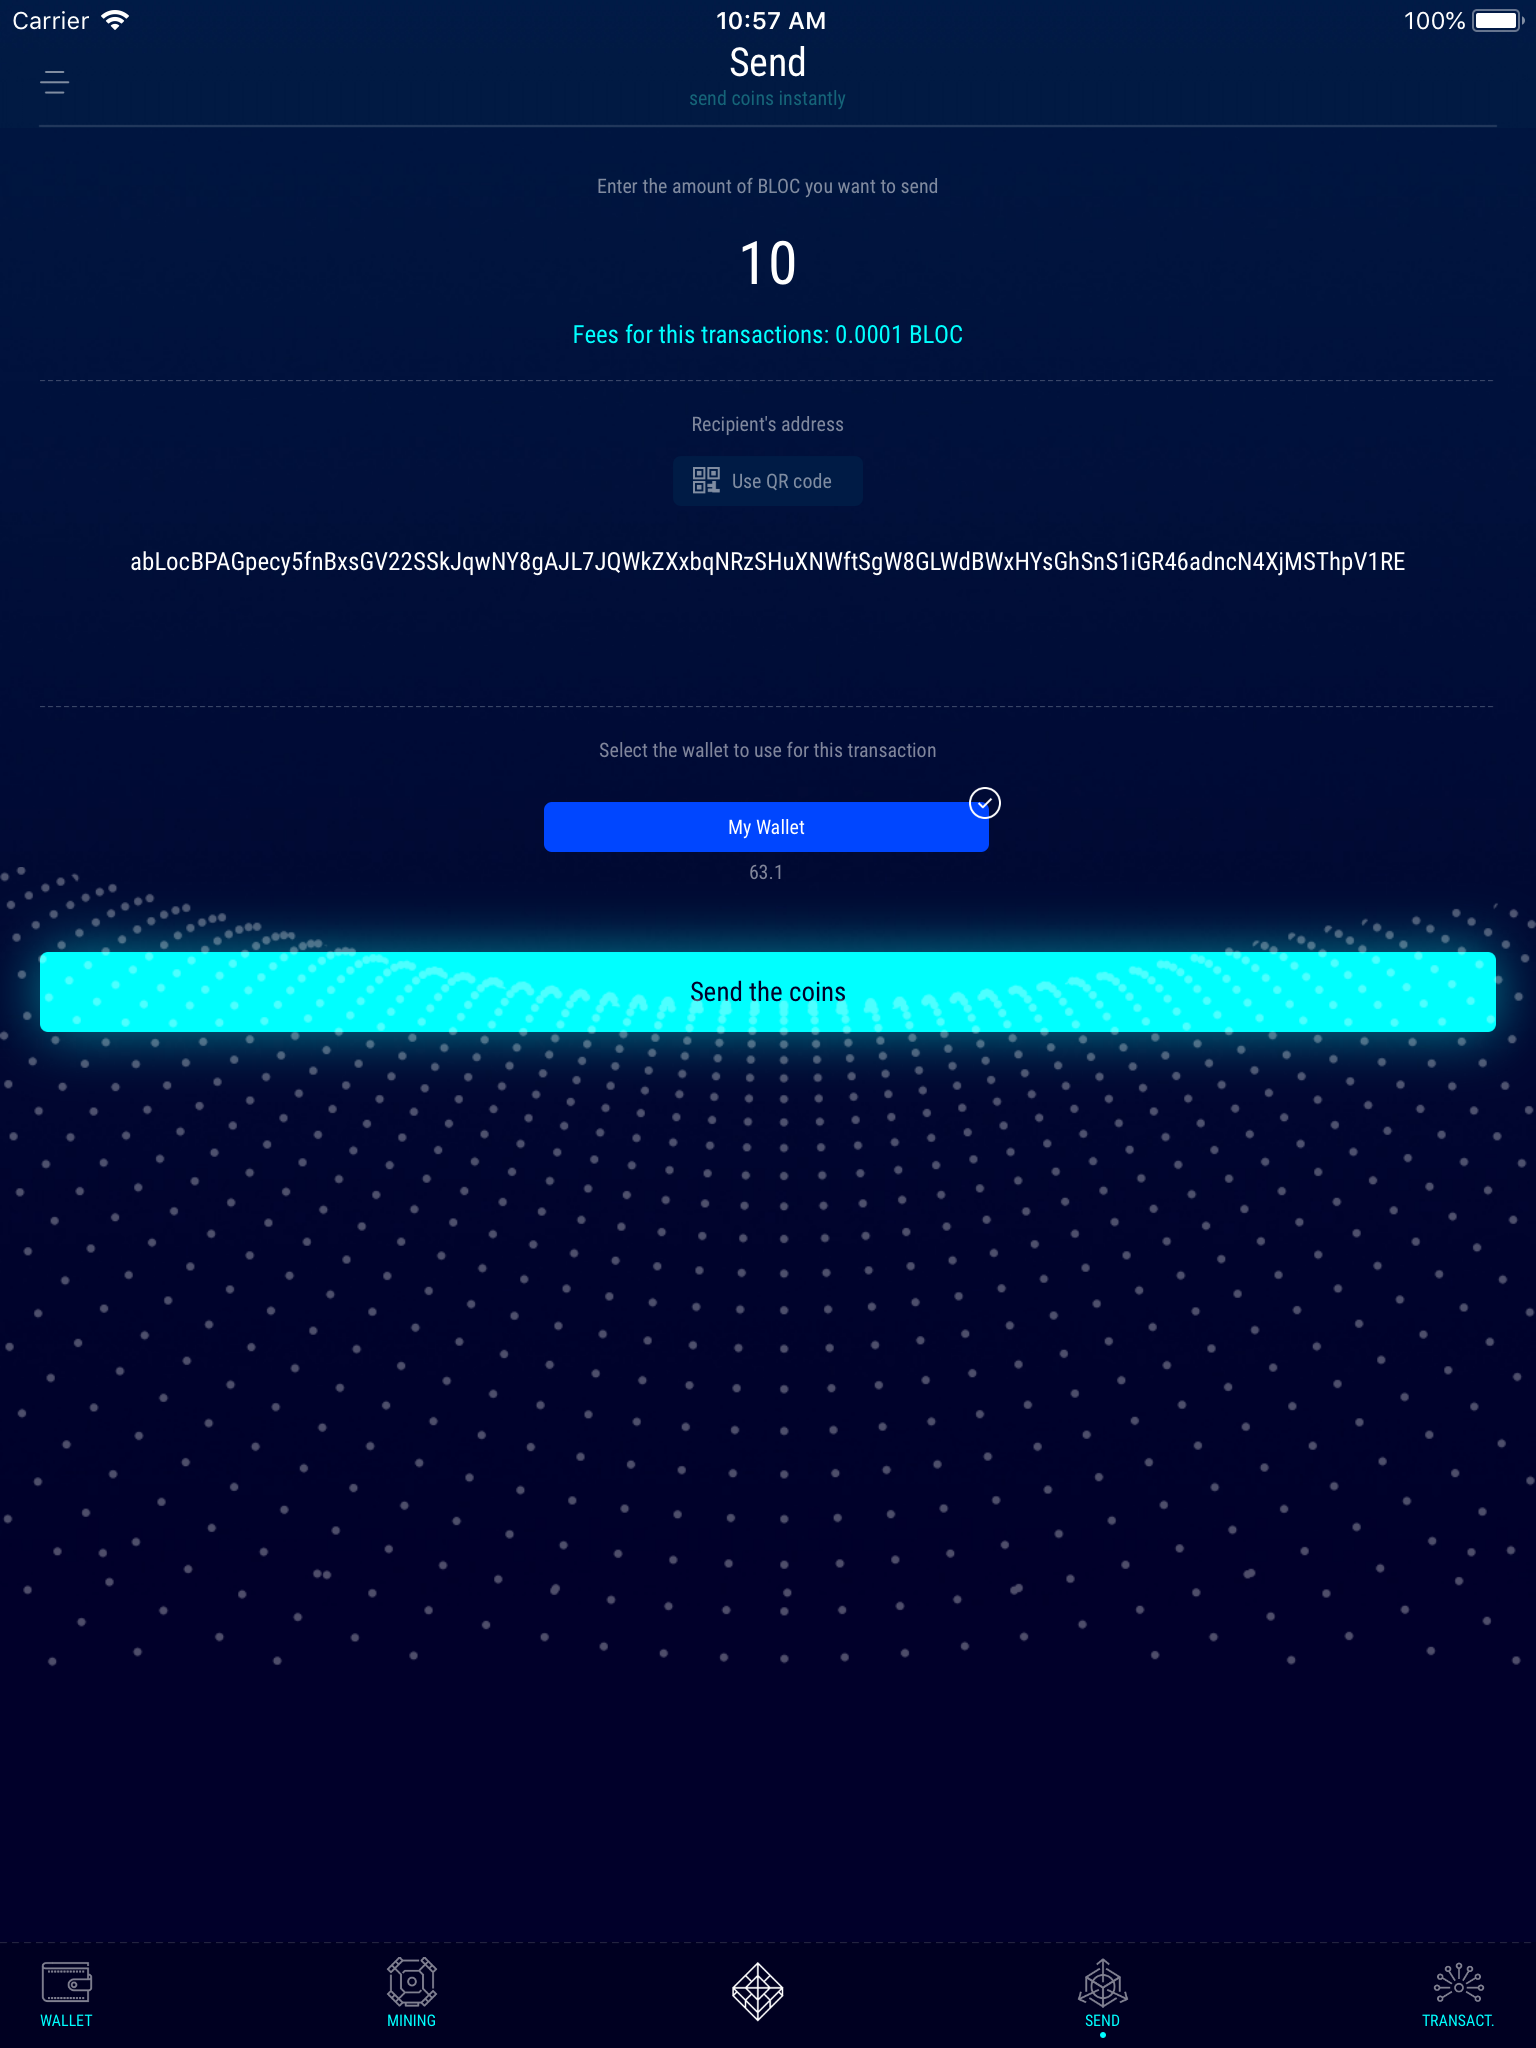 Carrier 10:57 AM 100%
Send
send coins instantly
Enter the amount of BLOC you want to send
10
Fees for this transactions: 0.0001 BLOC
Recipient's address
Use QR code
abLocBPAGpecy5fnBxsGV22SSkJqwNY8gAJL7JQWkZXxbqNRzSHuXNWftSgW8GLWdBWxHYsGhSnS1iGR46adncN4XjMSThpV1RE
Select the wallet to use for this transaction
My Wallet
63.1
Send the coins
WALLET MINING SEND TRANSACT.